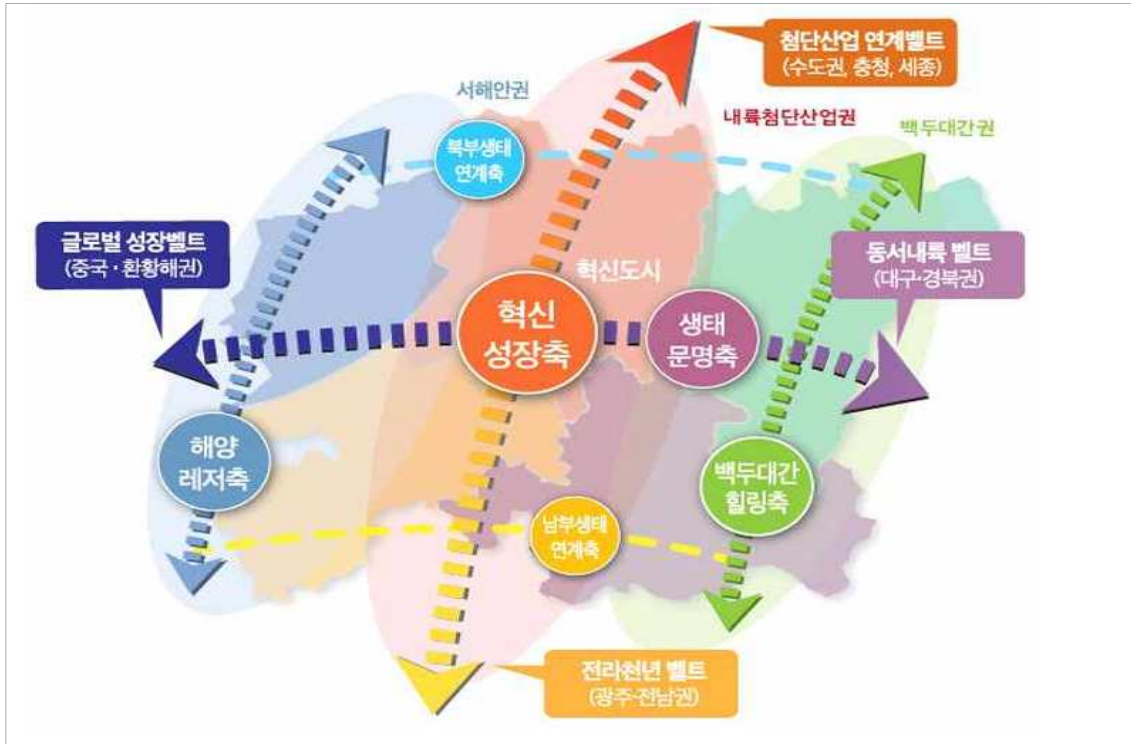 첨단산업 연계벨트
(수도권, 충청, 세종)
서해안권
내륙첨단산업권
백두대간권
북부생태
연계축
글로벌 성장벨트
(중국·환황해권)
동서내륙 벨트
(대구·경북권)
혁신도시
혁신
성장축
생태
문명축
해양
레저축
백두대간
힐링축
남부생태
연계축
전라천년 벨트
(광주·전남권)